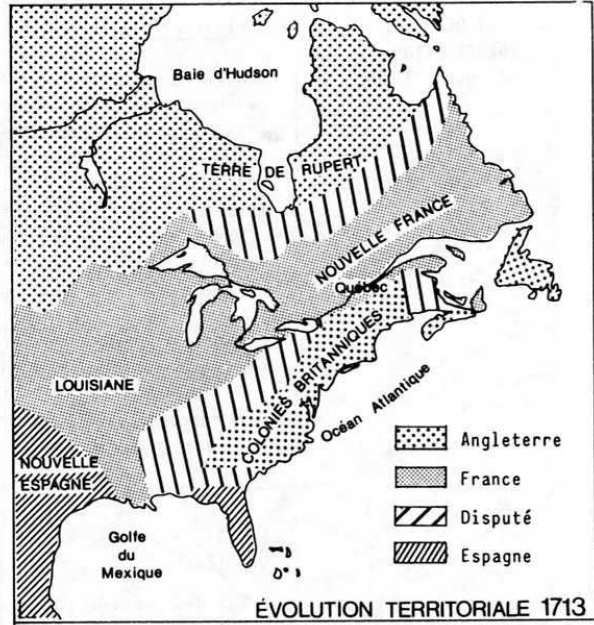 Baie d'Hudson
TERRE DE RUPERT
NOUVELLE FRANCE
Québec
LOUISIANE
COLONIES BRITANNIQUES
Océan Atlantique
NOUVELLE
ESPAGNE
Golfe
du
Mexique
Angleterre
France
Disputé
Espagne
ÉVOLUTION TERRITORIALE 1713